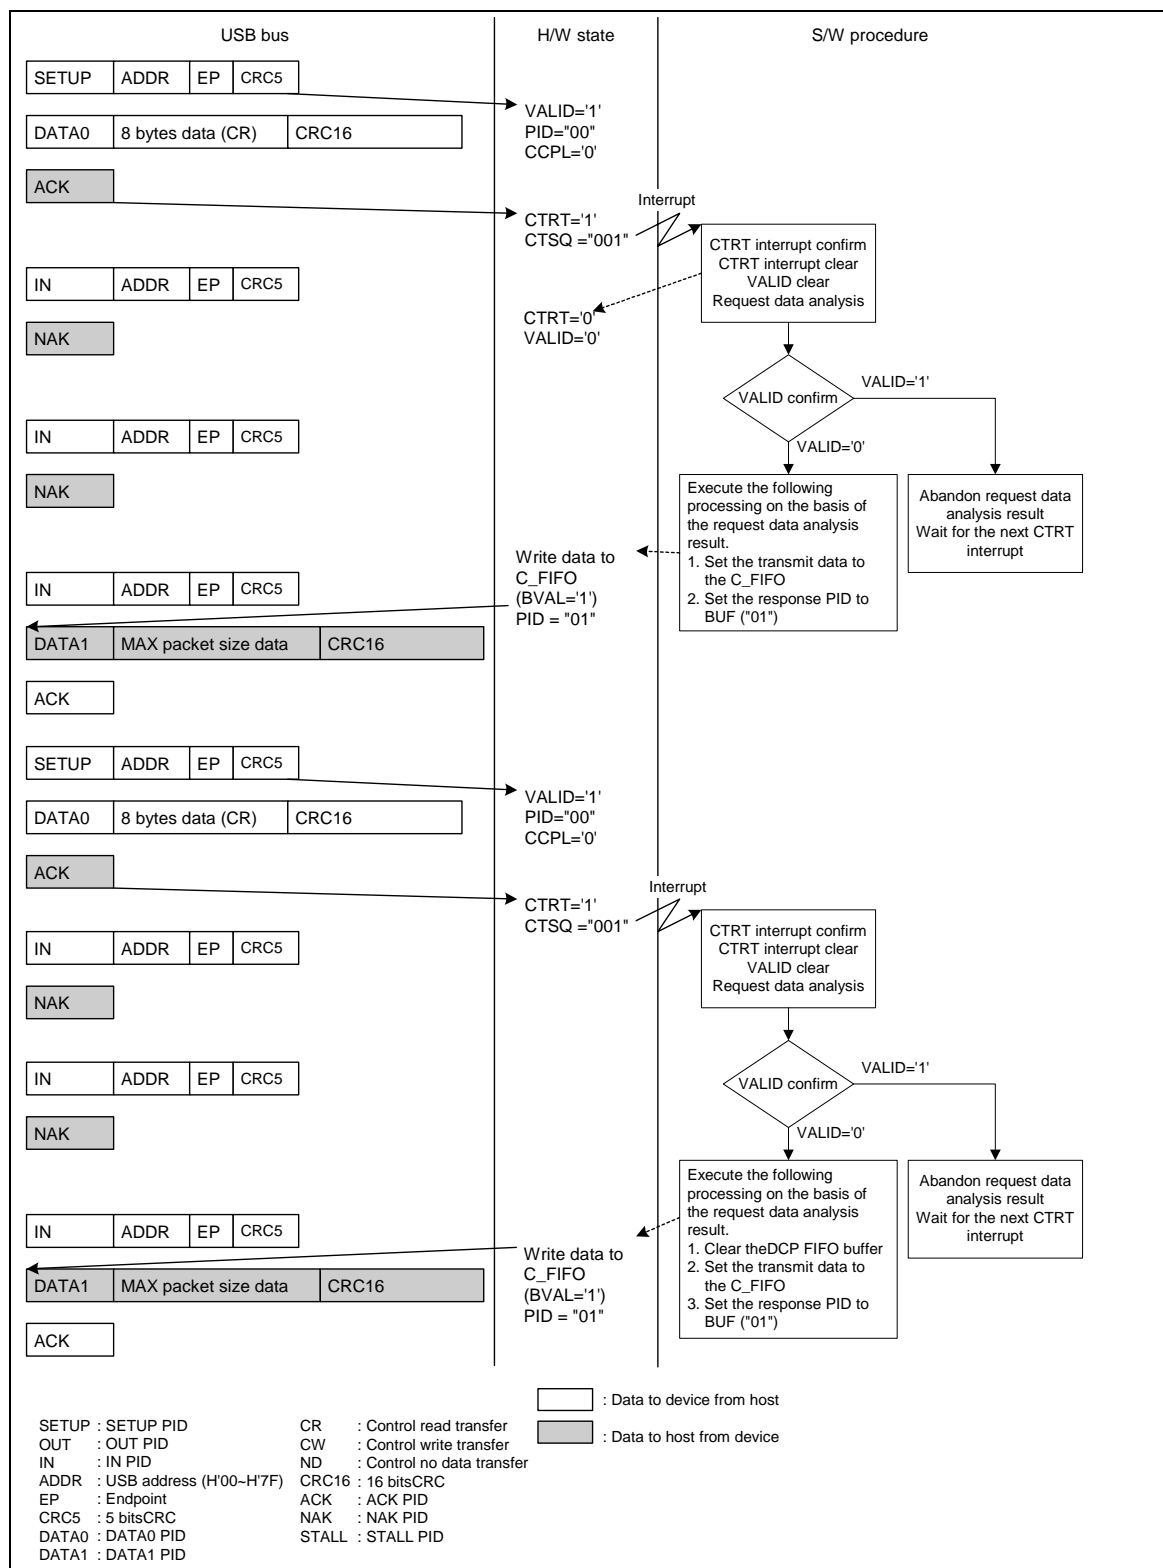 USB bus H/W state S/W procedure
SETUP ADDR EP CRC5
VALID='1'
PID="00"
CCPL='0'
DATA0 8 bytes data (CR) CRC16
ACK
Interrupt
CTRT='1'
CTSQ ="001"
CTRT interrupt confirm
CTRT interrupt clear
VALID clear
Request data analysis
IN ADDR EP CRC5
CTRT='0'
VALID='0'
NAK
VALID confirm
VALID='1'
VALID='0'
IN ADDR EP CRC5
NAK
Execute the following
processing on the basis of
the request data analysis
result.
1. Set the transmit data to
the C_FIFO
2. Set the response PID to
BUF ("01")
Abandon request data
analysis result
Wait for the next CTRT
interrupt
Write data to
C_FIFO
(BVAL='1')
PID = "01"
IN ADDR EP CRC5
DATA1 MAX packet size data CRC16
ACK
SETUP ADDR EP CRC5
VALID='1'
PID="00"
CCPL='0'
DATA0 8 bytes data (CR) CRC16
ACK
Interrupt
CTRT='1'
CTSQ ="001"
CTRT interrupt confirm
CTRT interrupt clear
VALID clear
Request data analysis
IN ADDR EP CRC5
NAK
IN ADDR EP CRC5
VALID confirm
VALID='1'
VALID='0'
NAK
Execute the following
processing on the basis of
the request data analysis
result.
1. Clear theDCP FIFO buffer
2. Set the transmit data to
the C_FIFO
3. Set the response PID to
BUF ("01")
Abandon request data
analysis result
Wait for the next CTRT
interrupt
IN ADDR EP CRC5
Write data to
C_FIFO
(BVAL='1')
PID = "01"
DATA1 MAX packet size data CRC16
ACK
: Data to device from host
: Data to host from device
SETUP : SETUP PID
OUT : OUT PID
IN : IN PID
ADDR : USB address (H'00~H'7F)
EP : Endpoint
CRC5 : 5 bitsCRC
DATA0 : DATA0 PID
DATA1 : DATA1 PID
CR : Control read transfer
CW : Control write transfer
ND : Control no data transfer
CRC16 : 16 bitsCRC
ACK : ACK PID
NAK : NAK PID
STALL : STALL PID